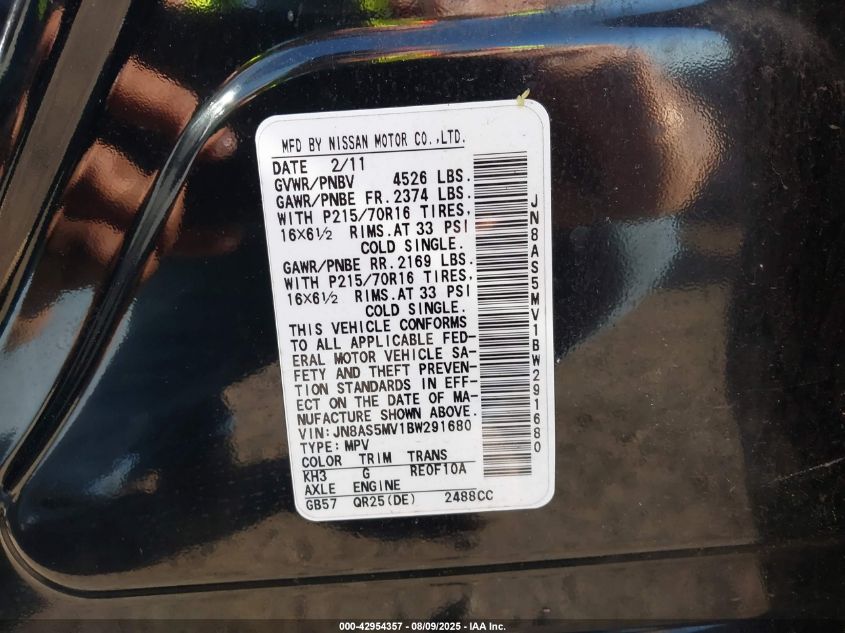 MFD BY NISSAN MOTOR CO.,LTD.
DATE 2/11
GVWR/PNBV 4526 LBS.
GAWR/PNBE FR. 2374 LBS.
WITH P215/70R16 TIRES,
16×6½ RIMS.AT 33 PSI
COLD SINGLE.
GAWR/PNBE RR. 2169 LBS.
WITH P215/70R16 TIRES,
16×6½ RIMS.AT 33 PSI
COLD SINGLE.
THIS VEHICLE CONFORMS
TO ALL APPLICABLE FED-
ERAL MOTOR VEHICLE SA-
FETY AND THEFT PREVEN-
TION STANDARDS IN EFF-
ECT ON THE DATE OF MA-
NUFACTURE SHOWN ABOVE.
VIN: JN8AS5MV1BW291680
TYPE: MPV
COLOR TRIM TRANS
KH3 G RE0F10A
AXLE ENGINE
GB57 QR25(DE) 2488CC
JN8AS5MV1BW291680
000-42954357 - 08/09/2025 - IAA Inc.